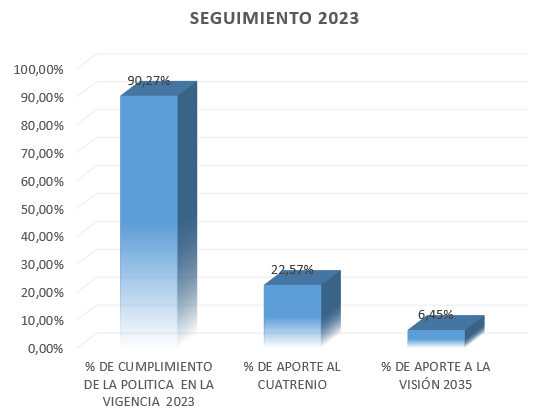 SEGUIMIENTO 2023
100,00%
90,00%
80,00%
70,00%
60,00%
50,00%
40,00%
30,00%
20,00%
10,00%
0,00%
90,27%
22,57%
6,45%
% DE CUMPLIMIENTO
DE LA POLITICA EN LA
VIGENCIA 2023
% DE APORTE AL
CUATRENIO
% DE APORTE A LA
VISIÓN 2035